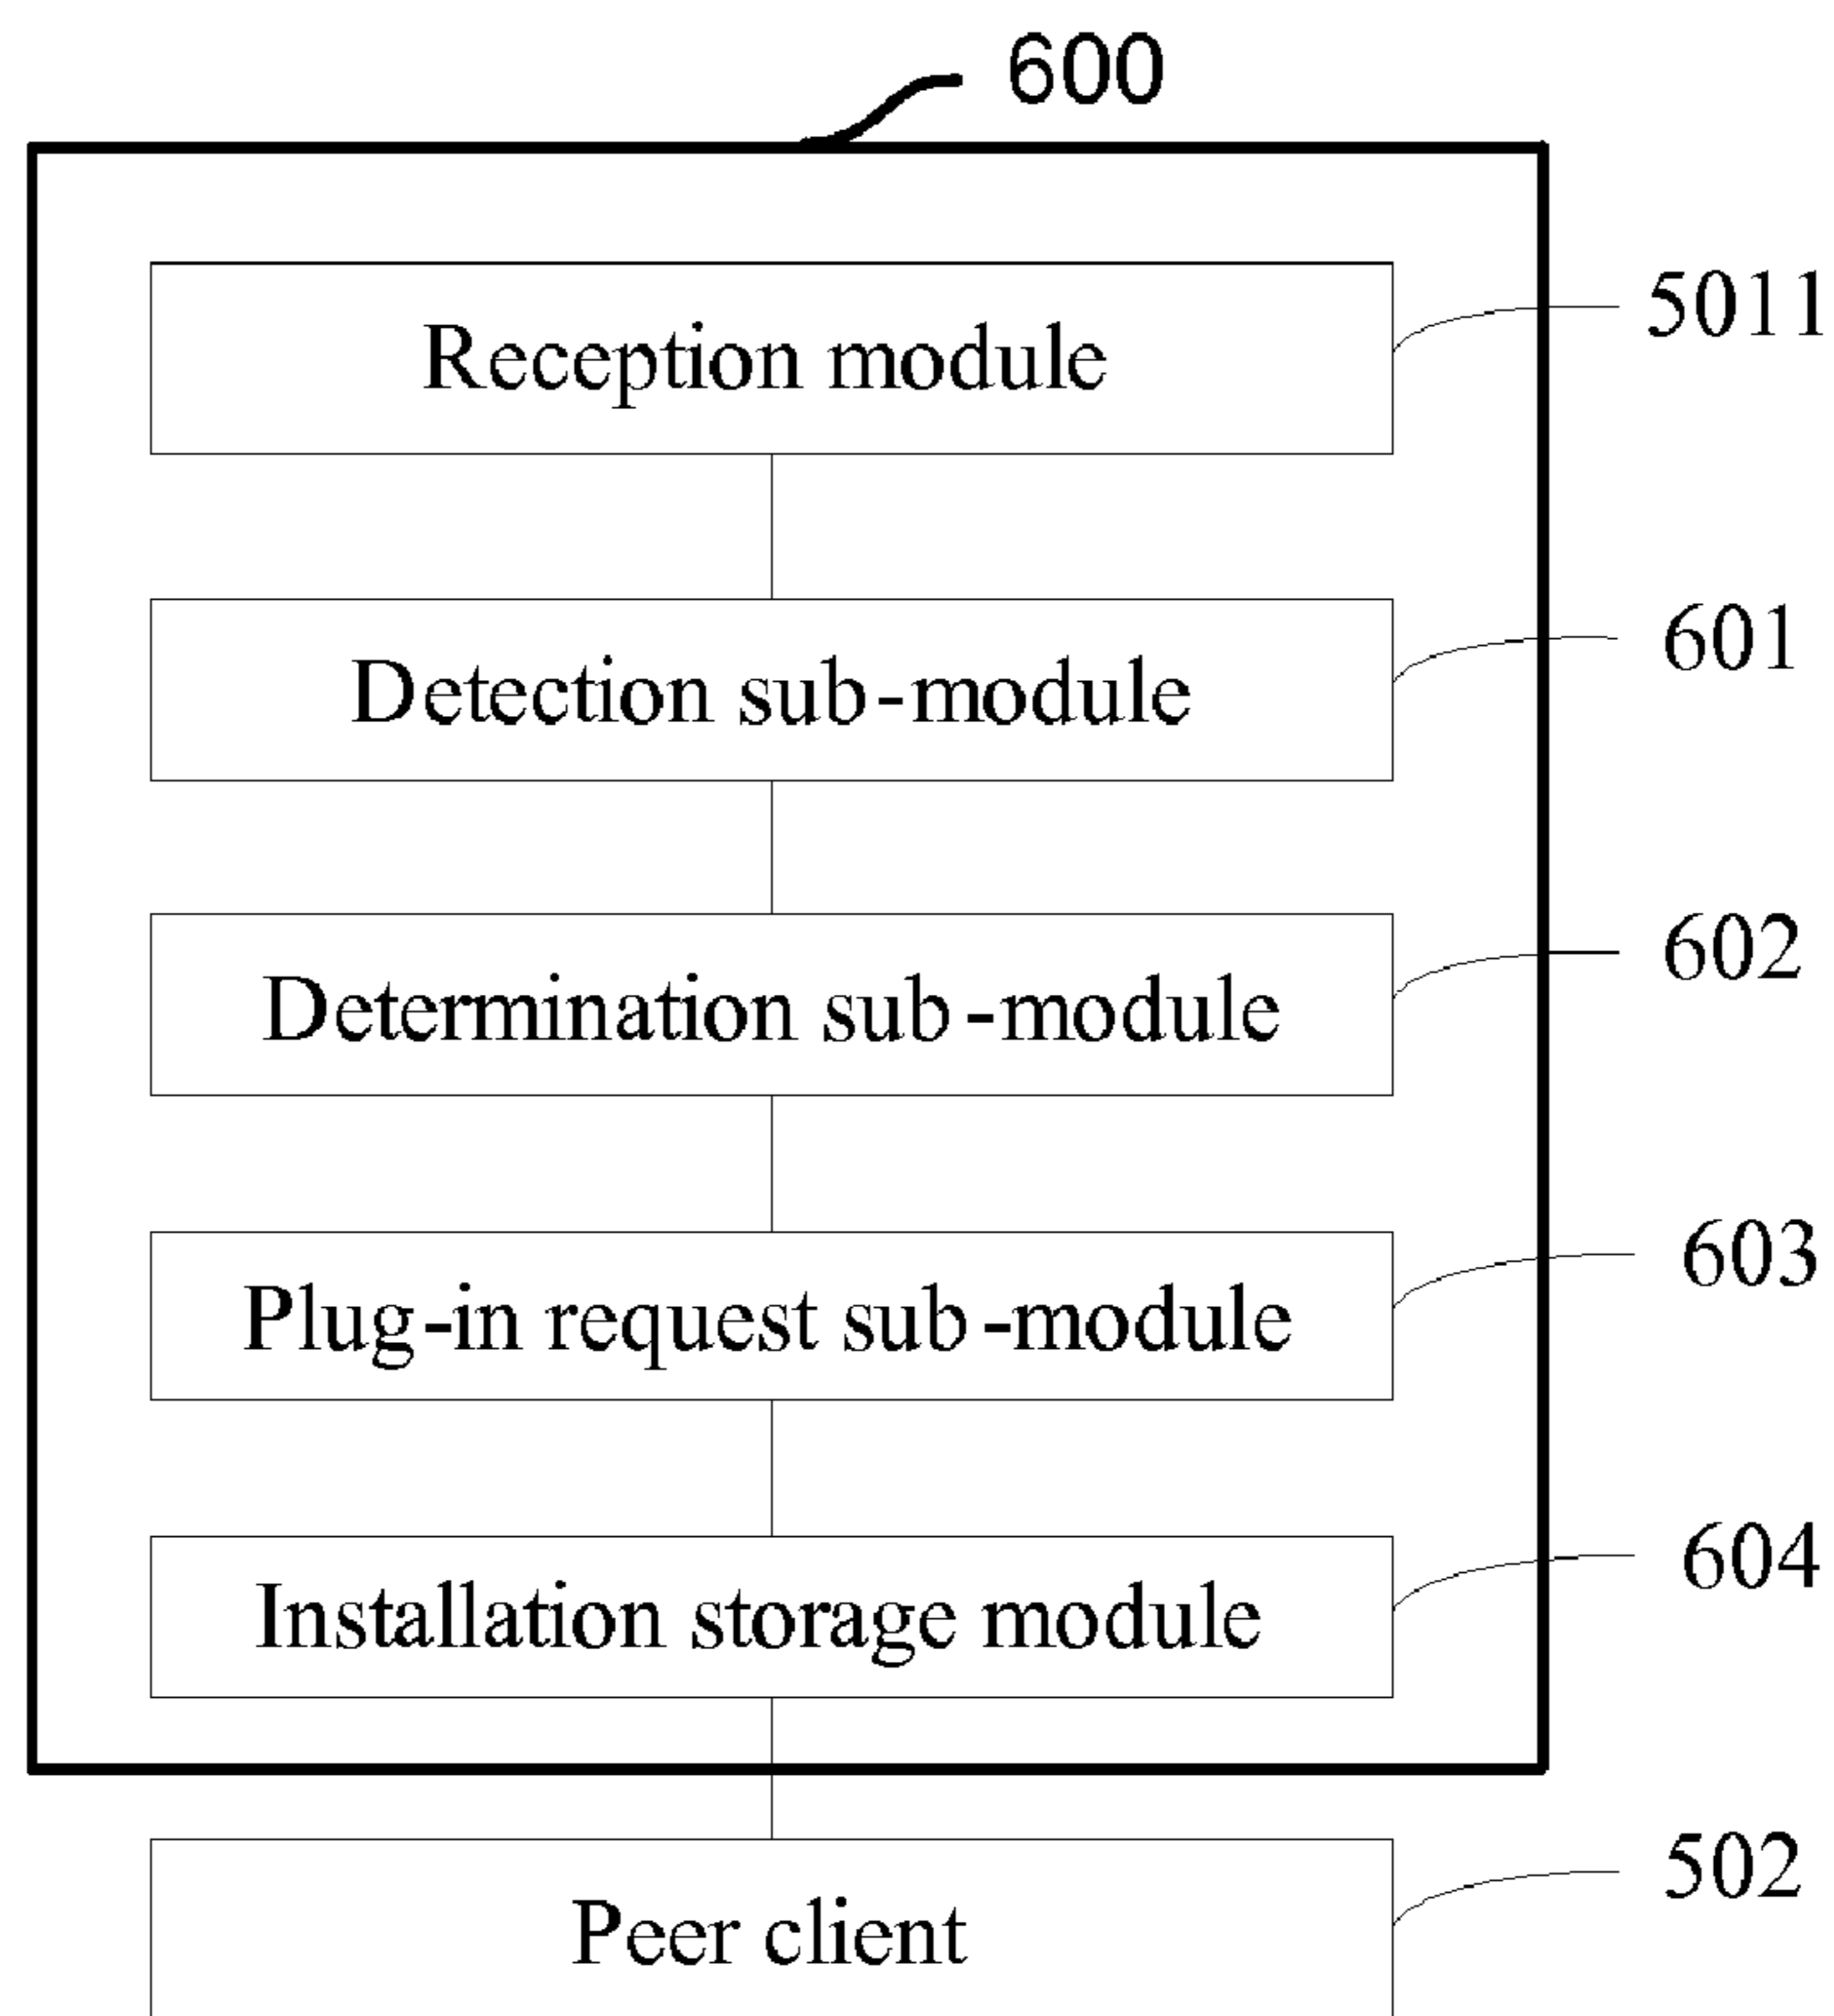 600
Reception module
5011
Detection sub-module
601
Determination sub-module
602
Plug-in request sub-module
603
Installation storage module
604
Peer client
502